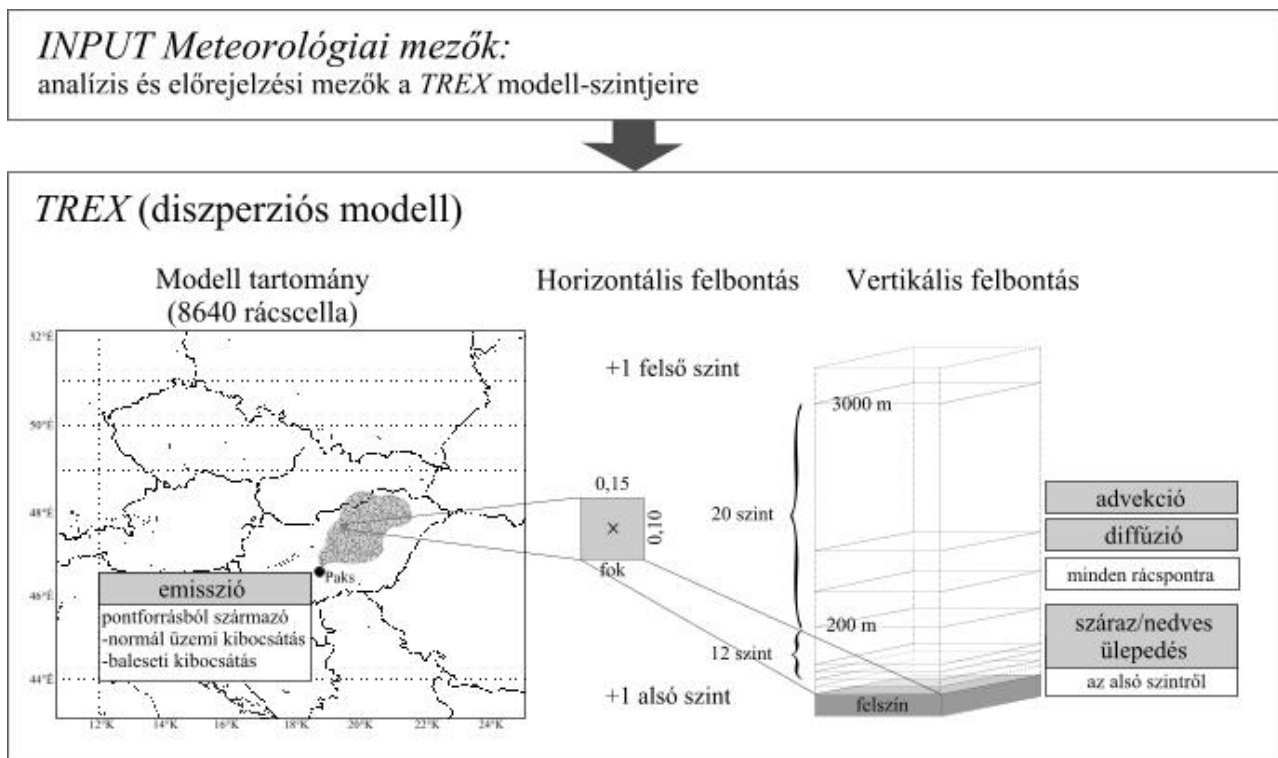 INPUT Meteorológiai mezők:
analízis és előrejelzési mezők a TREX modell-szintjeire
TREX (diszperziós modell)
Modell tartomány
(8640 rácscella)
52°É
50°É
48°É
46°É
44°É
12°K
14°K
16°K
18°K
20°K
22°K
24°K
Paks
emisszió
pontforrásból származó
-normál üzemi kibocsátás
-baleseti kibocsátás
Horizontális felbontás
+1 felső szint
0,15
0,10
fok
+1 alsó szint
Vertikális felbontás
3000 m
20 szint
200 m
12 szint
felszín
advekció
diffúzió
minden rácspontra
száraz/nedves
ülepedés
az alsó szintről